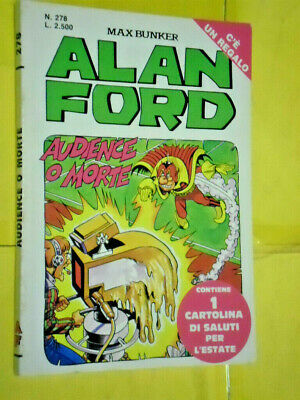 N. 278
L. 2.500
MAX BUNKER
C'È
UN REGALO
ALAN
FORD
AUDIENCE
O MORTE
CONTIENE
1
CARTOLINA
DI SALUTI
PER
L'ESTATE
278
AUDIENCE O MORTE
AF